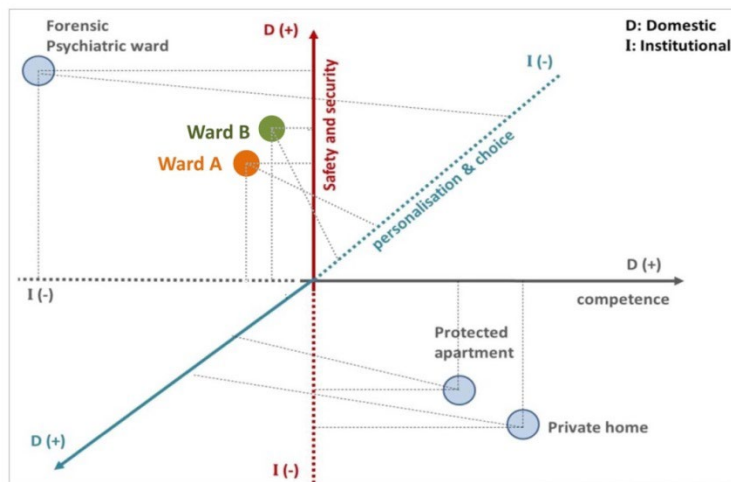 Forensic
Psychiatric ward
D (+)
D: Domestic
I: Institutional
I (-)
Safety and security
personalisation & choice
Ward B
Ward A
D (+)
I (-)
competence
Protected
apartment
Private home
D (+)
I (-)